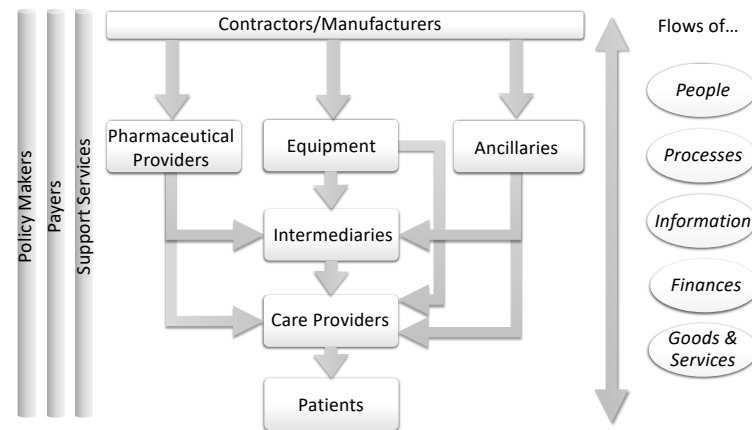 Contractors/Manufacturers
Flows of...
Policy Makers
Payers
Support Services
Pharmaceutical
Providers
Equipment
Ancillaries
Intermediaries
Care Providers
Patients
People
Processes
Information
Finances
Goods &
Services